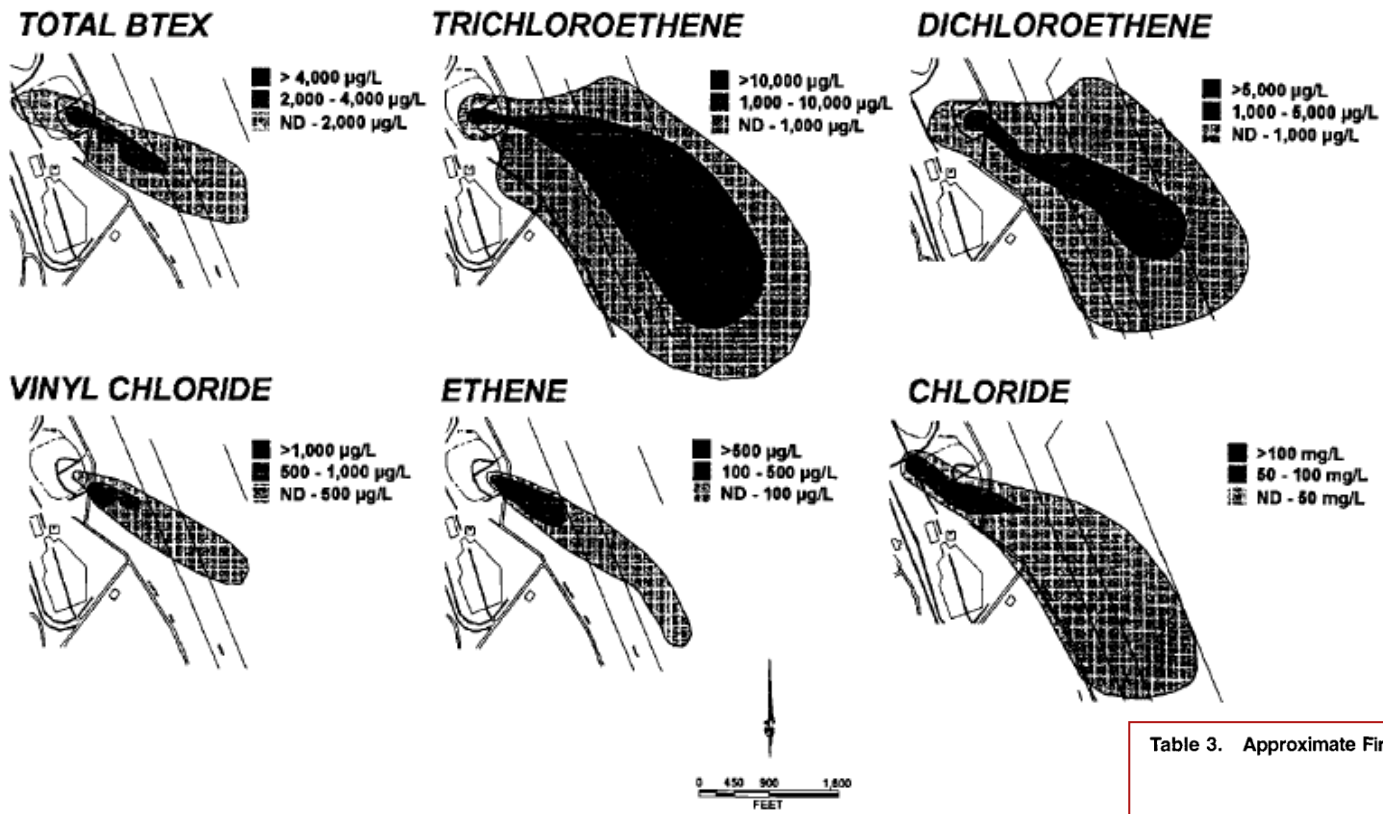 TOTAL BTEX
> 4,000 µg/L
2,000 - 4,000 µg/L
ND - 2,000 µg/L
TRICHLOROETHENE
>10,000 µg/L
1,000 - 10,000 µg/L
ND - 1,000 µg/L
DICHLOROETHENE
>5,000 µg/L
1,000 - 5,000 µg/L
ND - 1,000 µg/L
VINYL CHLORIDE
>1,000 µg/L
500 - 1,000 µg/L
ND - 500 µg/L
ETHENE
>500 µg/L
100 - 500 µg/L
ND - 100 µg/L
CHLORIDE
>100 mg/L
50 - 100 mg/L
ND - 50 mg/L
0 450 900 1,800
FEET
Table 3. Approximate Fir